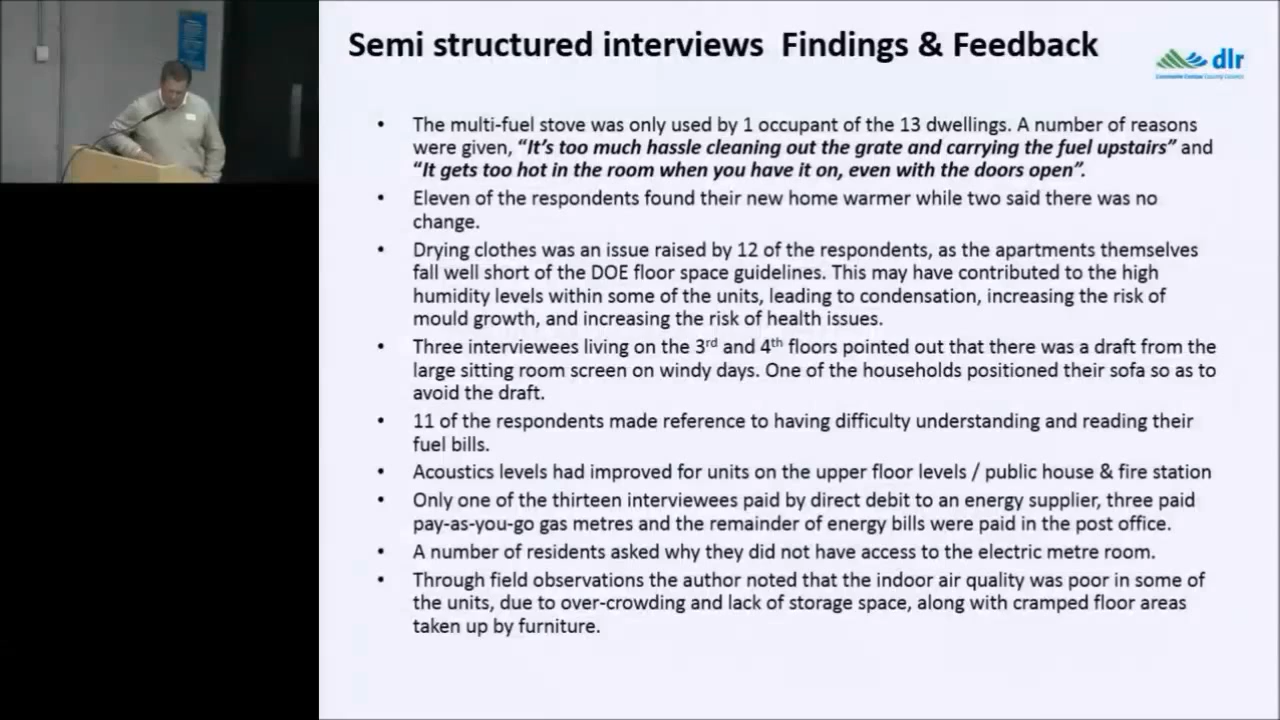 Semi structured interviews  Findings & Feedback
dlr
• The multi-fuel stove was only used by 1 occupant of the 13 dwellings. A number of reasons
were given, “It’s too much hassle cleaning out the grate and carrying the fuel upstairs” and
“It gets too hot in the room when you have it on, even with the doors open”.
• Eleven of the respondents found their new home warmer while two said there was no
change.
• Drying clothes was an issue raised by 12 of the respondents, as the apartments themselves
fall well short of the DOE floor space guidelines. This may have contributed to the high
humidity levels within some of the units, leading to condensation, increasing the risk of
mould growth, and increasing the risk of health issues.
• Three interviewees living on the 3rd and 4th floors pointed out that there was a draft from the
large sitting room screen on windy days. One of the households positioned their sofa so as to
avoid the draft.
• 11 of the respondents made reference to having difficulty understanding and reading their
fuel bills.
• Acoustics levels had improved for units on the upper floor levels / public house & fire station
• Only one of the thirteen interviewees paid by direct debit to an energy supplier, three paid
pay-as-you-go gas metres and the remainder of energy bills were paid in the post office.
• A number of residents asked why they did not have access to the electric metre room.
• Through field observations the author noted that the indoor air quality was poor in some of
the units, due to over-crowding and lack of storage space, along with cramped floor areas
taken up by furniture.